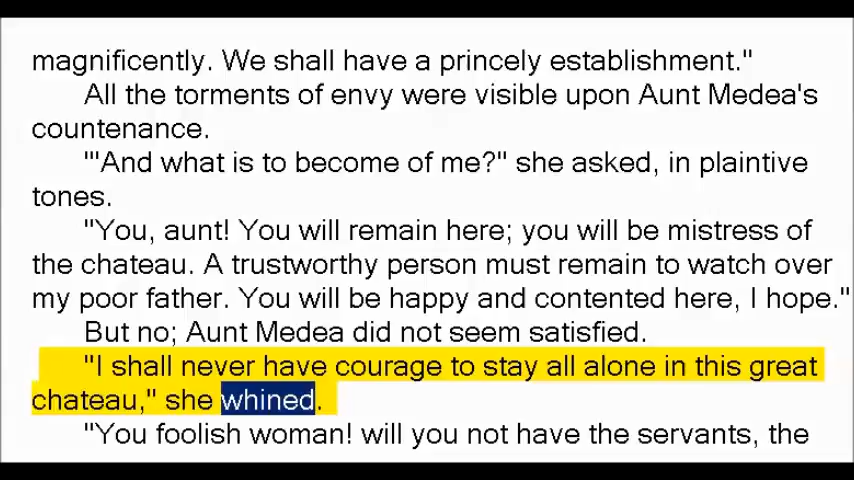 magnificently. We shall have a princely establishment."
All the torments of envy were visible upon Aunt Medea's
countenance.
"'And what is to become of me?" she asked, in plaintive
tones.
"You, aunt! You will remain here; you will be mistress of
the chateau. A trustworthy person must remain to watch over
my poor father. You will be happy and contented here, I hope."
But no; Aunt Medea did not seem satisfied.
"I shall never have courage to stay all alone in this great
chateau," she whined.
"You foolish woman! will you not have the servants, the